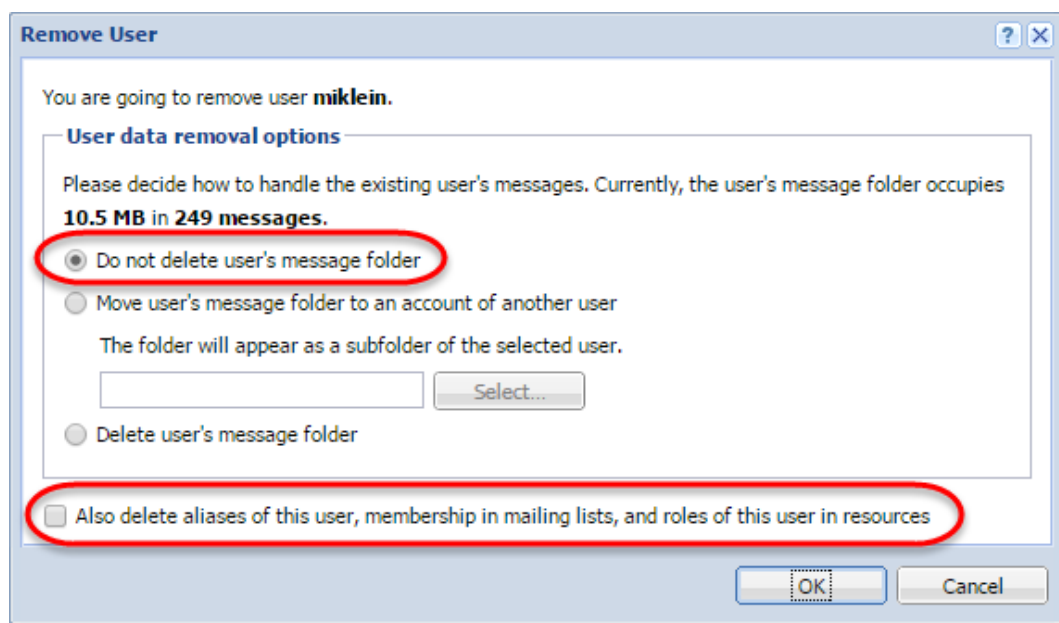 Remove User
You are going to remove user miklein.
User data removal options
Please decide how to handle the existing user's messages. Currently, the user's message folder occupies
10.5 MB in 249 messages.
Do not delete user's message folder
Move user's message folder to an account of another user
The folder will appear as a subfolder of the selected user.
Select...
Delete user's message folder
Also delete aliases of this user, membership in mailing lists, and roles of this user in resources
OK
Cancel